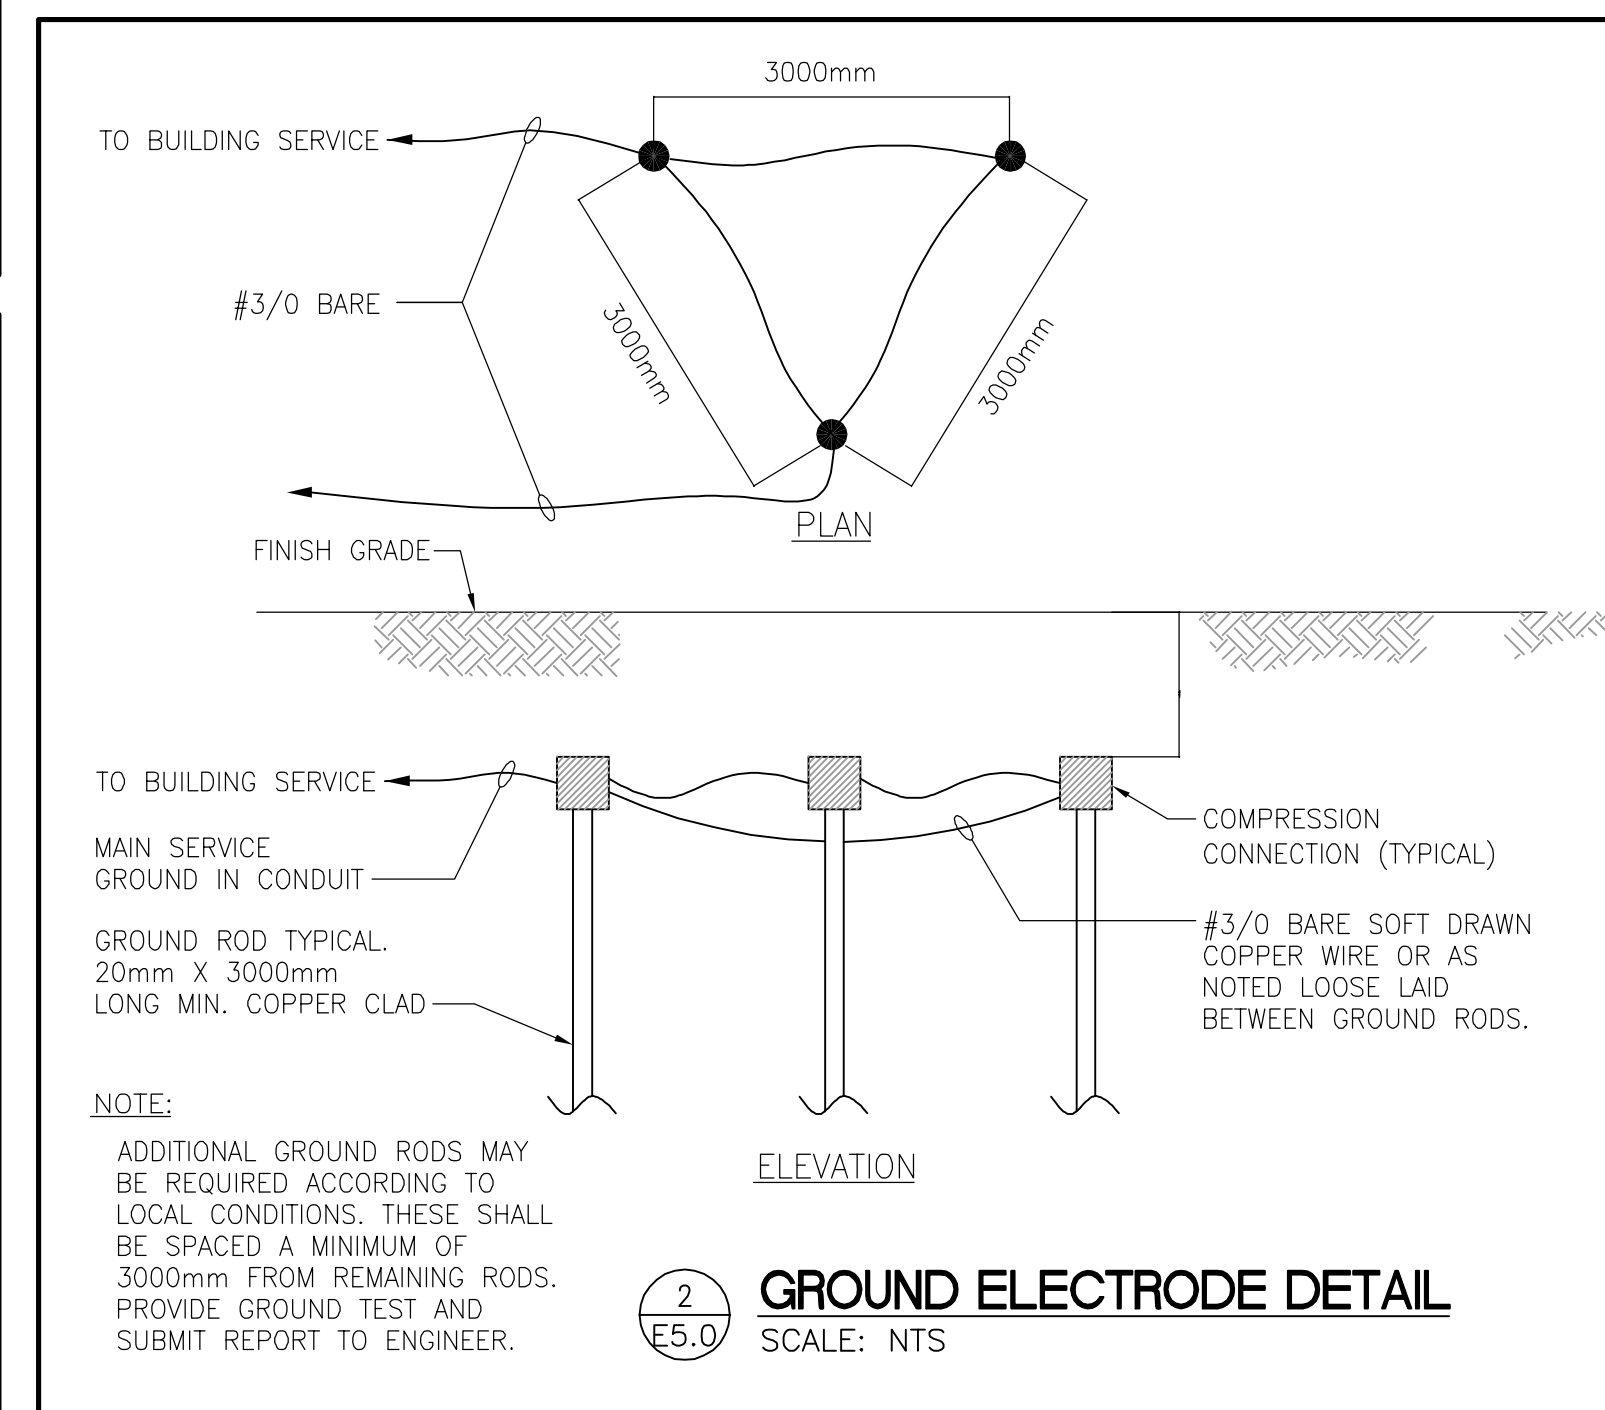 3000mm
TO BUILDING SERVICE
#3/0 BARE
3000mm
3000mm
PLAN
FINISH GRADE
TO BUILDING SERVICE
MAIN SERVICE
GROUND IN CONDUIT
GROUND ROD TYPICAL.
20mm X 3000mm
LONG MIN. COPPER CLAD
COMPRESSION
CONNECTION (TYPICAL)
#3/0 BARE SOFT DRAWN
COPPER WIRE OR AS
NOTED LOOSE LAID
BETWEEN GROUND RODS.
NOTE:
ADDITIONAL GROUND RODS MAY
BE REQUIRED ACCORDING TO
LOCAL CONDITIONS. THESE SHALL
BE SPACED A MINIMUM OF
3000mm FROM REMAINING RODS.
PROVIDE GROUND TEST AND
SUBMIT REPORT TO ENGINEER.
ELEVATION
2
E5.0
GROUND ELECTRODE DETAIL
SCALE: NTS